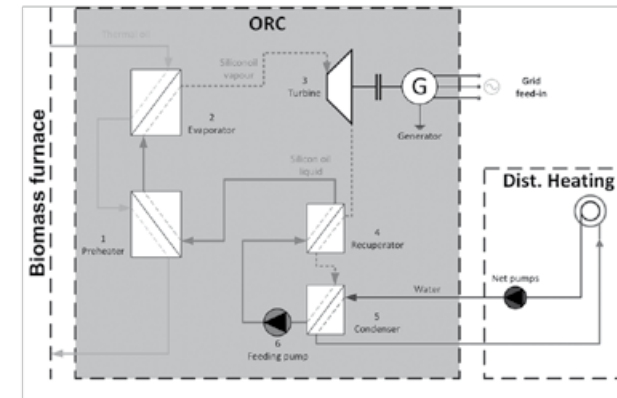 ORC
Thermal oil
Siliconoil
vapour
3
Turbine
G
Grid
feed-in
Generator
2
Evaporator
Silicon oil
liquid
Dist. Heating
Biomass furnace
1
Preheater
4
Recuperator
Net pumps
Water
5
Condenser
6
Feeding pump